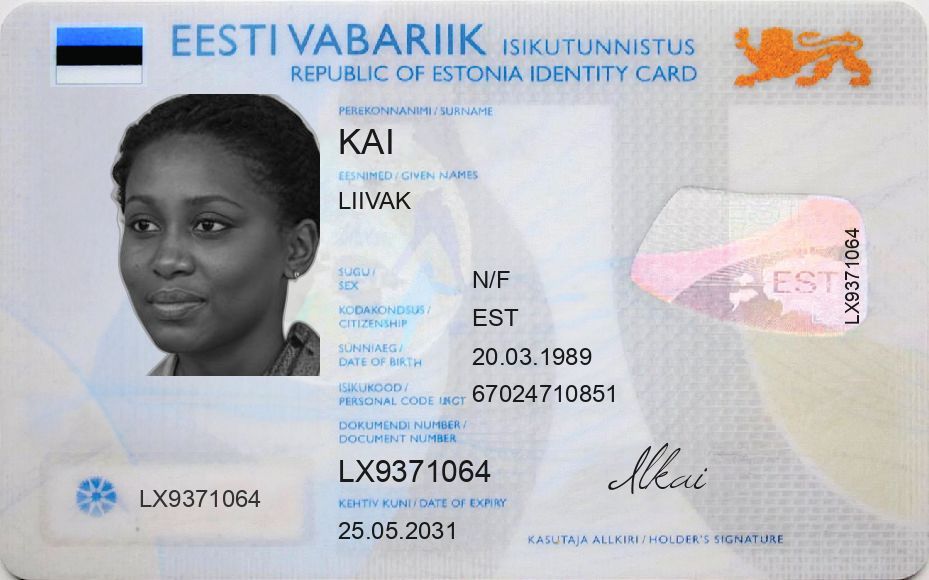 EESTI VABARIIK ISIKUTUNNISTUS
REPUBLIC OF ESTONIA IDENTITY CARD
PEREKONNANIMI / SURNAME
KAI
EESNIMED / GIVEN NAMES
LIIVAK
SUGU /
SEX
N/F
KODAKONDSUS /
CITIZENSHIP
EST
SÜNNIAEG /
DATE OF BIRTH
20.03.1989
ISIKUKOOD /
PERSONAL CODE
67024710851
DOKUMENDI NUMBER /
DOCUMENT NUMBER
LX9371064
KEHTIV KUNI / DATE OF EXPIRY
25.05.2031
LX9371064
EST
LX9371064
KASUTAJA ALLKIRI / HOLDER'S SIGNATURE